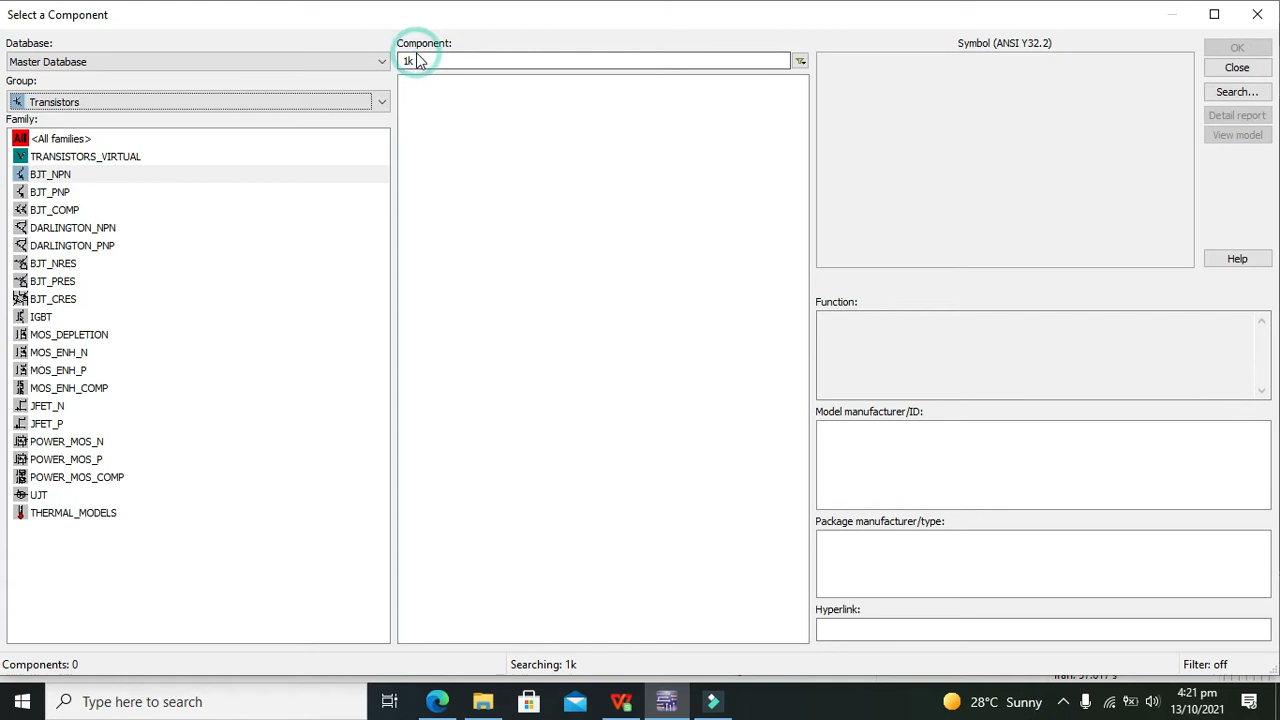 Select a Component
Database:
Master Database
Group:
Transistors
Family:
All <All families>
V TRANSISTORS_VIRTUAL
BJT_NPN
BJT_PNP
BJT_COMP
DARLINGTON_NPN
DARLINGTON_PNP
BJT_NRES
BJT_PRES
BJT_CRES
IGBT
MOS_DEPLETION
MOS_ENH_N
MOS_ENH_P
MOS_ENH_COMP
JFET_N
JFET_P
POWER_MOS_N
POWER_MOS_P
POWER_MOS_COMP
UJT
THERMAL_MODELS
Component:
1k
Symbol (ANSI Y32.2)
OK
Close
Search...
Detail report
View model
Help
Function:
Model manufacturer/ID:
Package manufacturer/type:
Hyperlink:
Components: 0
Searching: 1k
Filter: off
Type here to search
28°C Sunny
4:21 pm
13/10/2021